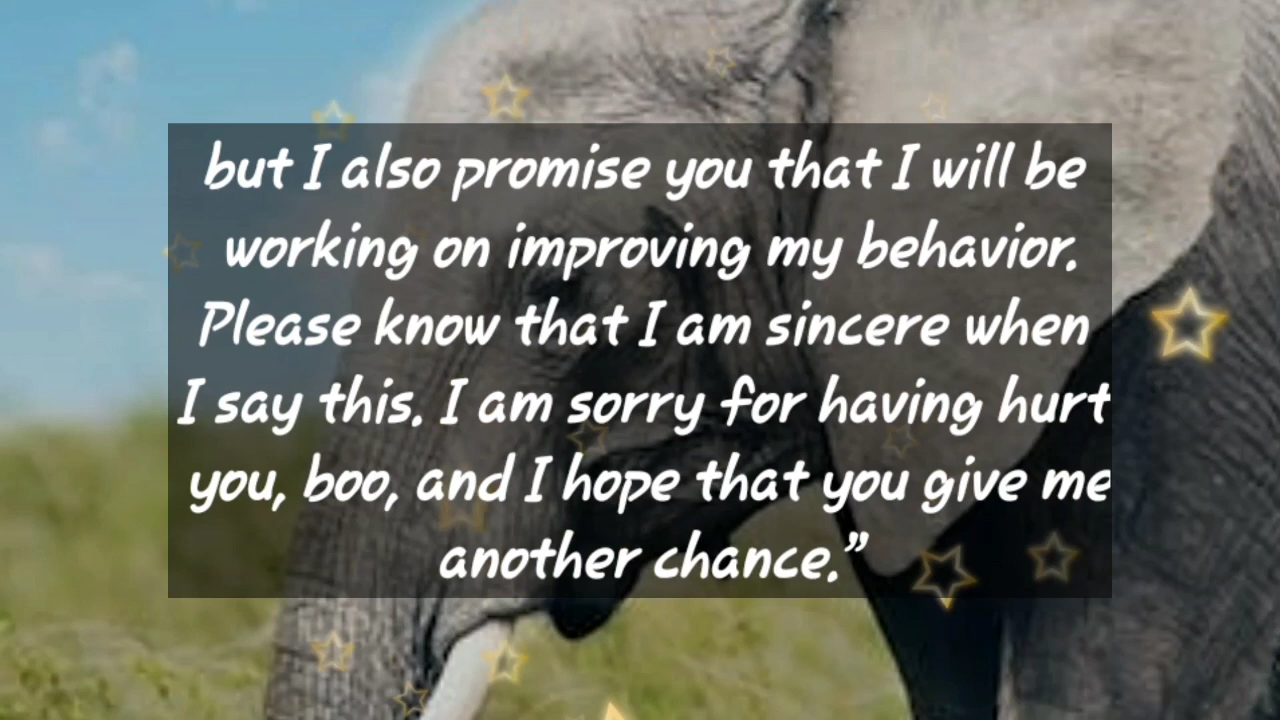 but I also promise you that I will be
working on improving my behavior.
Please know that I am sincere when
I say this. I am sorry for having hurt
you, boo, and I hope that you give me
another chance.”